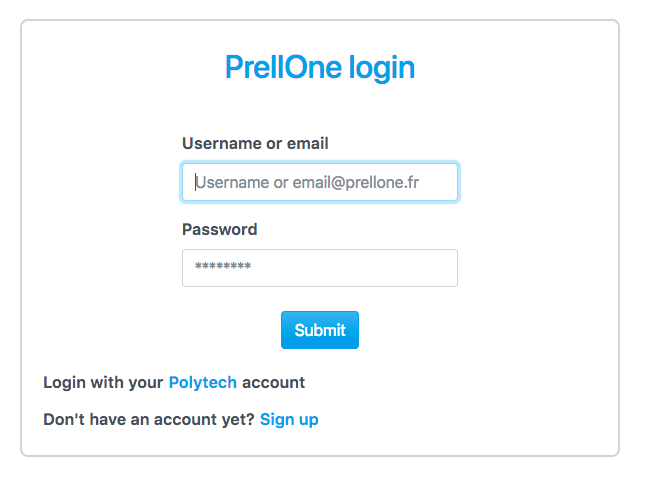 PrellOne login
Username or email
Username or email@prellone.fr
Password
********
Submit
Login with your Polytech account
Don't have an account yet? Sign up